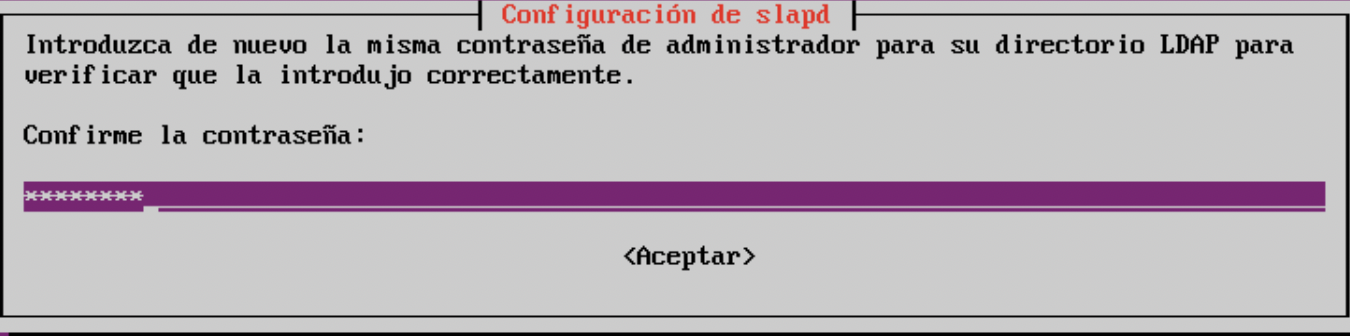 Configuración de slapd
Introduzca de nuevo la misma contraseña de administrador para su directorio LDAP para
verificar que la introdujo correctamente.
Confirme la contraseña:
********
<Aceptar>